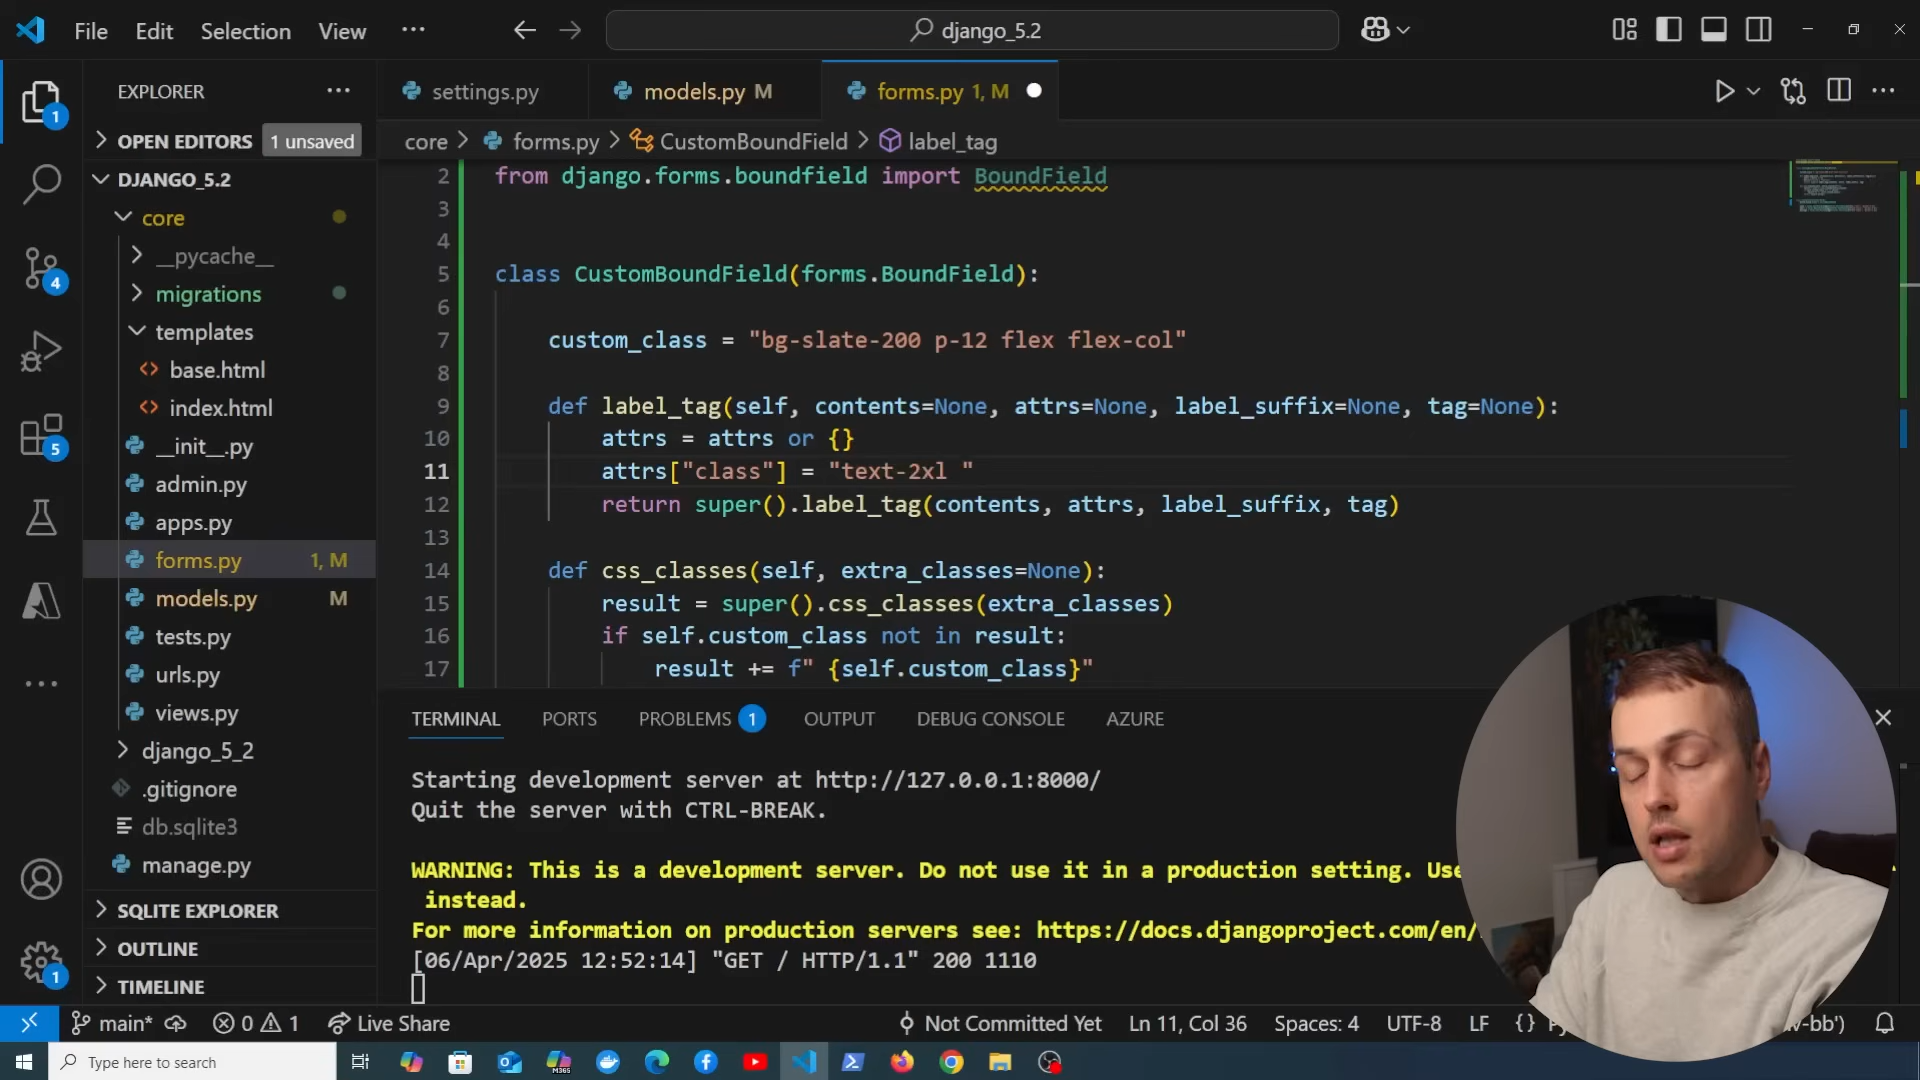 File Edit Selection View ··· django_5.2
EXPLORER ···
OPEN EDITORS 1 unsaved
DJANGO_5.2
core
__pycache__
migrations
templates
<> base.html
<> index.html
__init__.py
admin.py
apps.py
forms.py 1, M
models.py M
tests.py
urls.py
views.py
django_5_2
.gitignore
db.sqlite3
manage.py
SQLITE EXPLORER
OUTLINE
TIMELINE
1
4
5
1
settings.py models.py M forms.py 1, M
core > forms.py > CustomBoundField > label_tag
2 from django.forms.boundfield import BoundField
3
4
5 class CustomBoundField(forms.BoundField):
6
7 custom_class = "bg-slate-200 p-12 flex flex-col"
8
9 def label_tag(self, contents=None, attrs=None, label_suffix=None, tag=None):
10 attrs = attrs or {}
11 attrs["class"] = "text-2xl "
12 return super().label_tag(contents, attrs, label_suffix, tag)
13
14 def css_classes(self, extra_classes=None):
15 result = super().css_classes(extra_classes)
16 if self.custom_class not in result:
17 result += f" {self.custom_class}"
TERMINAL PORTS PROBLEMS 1 OUTPUT DEBUG CONSOLE AZURE
Starting development server at http://127.0.0.1:8000/
Quit the server with CTRL-BREAK.
WARNING: This is a development server. Do not use it in a production setting. Use
instead.
For more information on production servers see: https://docs.djangoproject.com/en/
[06/Apr/2025 12:52:14] "GET / HTTP/1.1" 200 1110
main* 0 1 Live Share Not Committed Yet Ln 11, Col 36 Spaces: 4 UTF-8 LF {}
Type here to search M365